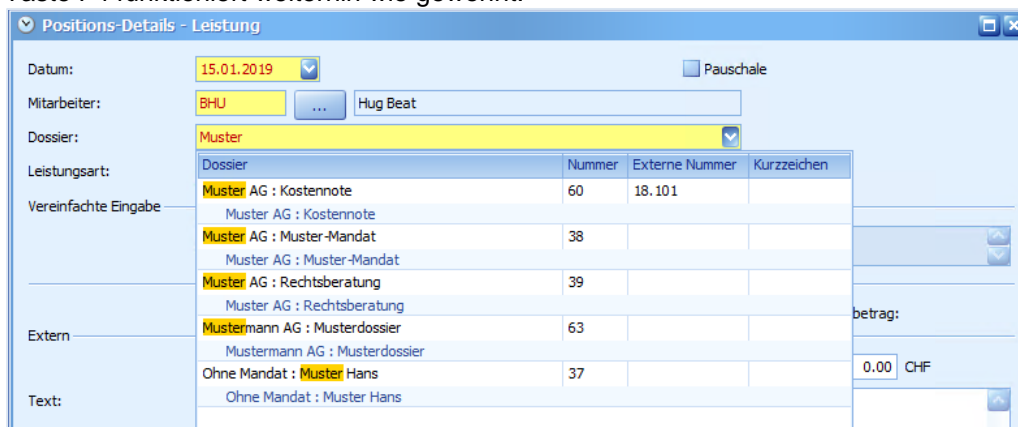 Positions-Details - Leistung
Datum: 15.01.2019 Pauschale
Mitarbeiter: BHU ... Hug Beat
Dossier: Muster
Leistungsart: Dossier Nummer Externe Nummer Kurzzeichen
Muster AG : Kostennote 60 18.101
Vereinfachte Eingabe
Muster AG : Kostennote
Muster AG : Muster-Mandat 38
Muster AG : Muster-Mandat
Muster AG : Rechtsberatung 39
Muster AG : Rechtsberatung
betrag:
Mustermann AG : Musterdossier 63
Extern
Mustermann AG : Musterdossier
Ohne Mandat : Muster Hans 37 0.00 CHF
Text: Ohne Mandat : Muster Hans